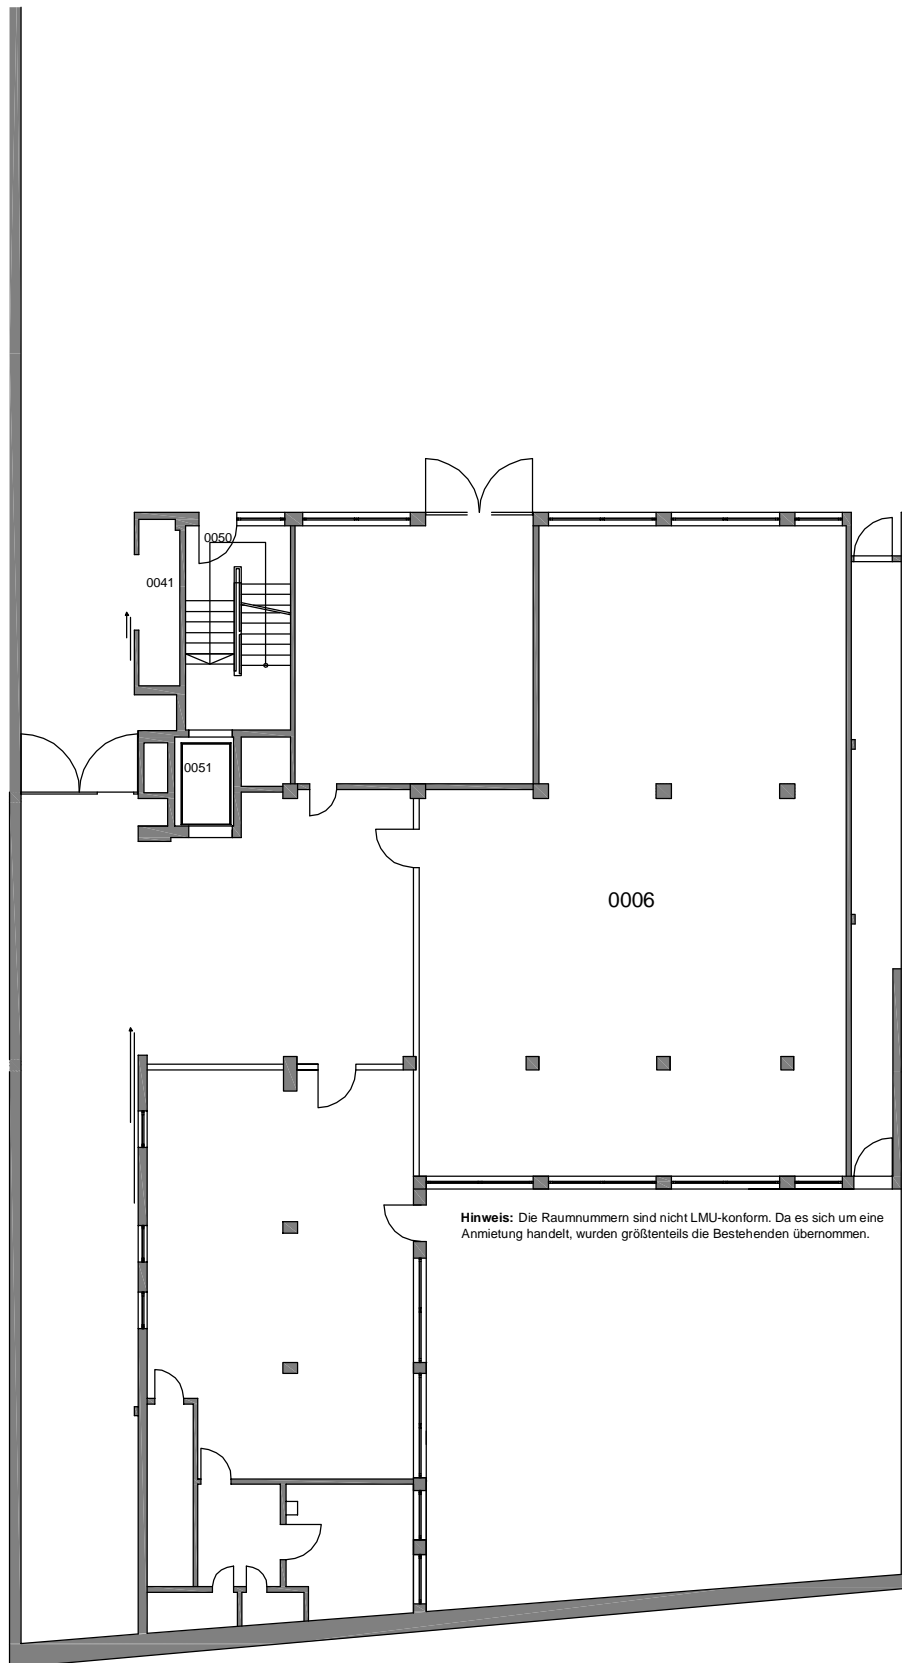 0050
0041
0051
0006
Hinweis: Die Raumnummern sind nicht LMU-konform. Da es sich um eine
Anmietung handelt, wurden größtenteils die Bestehenden übernommen.